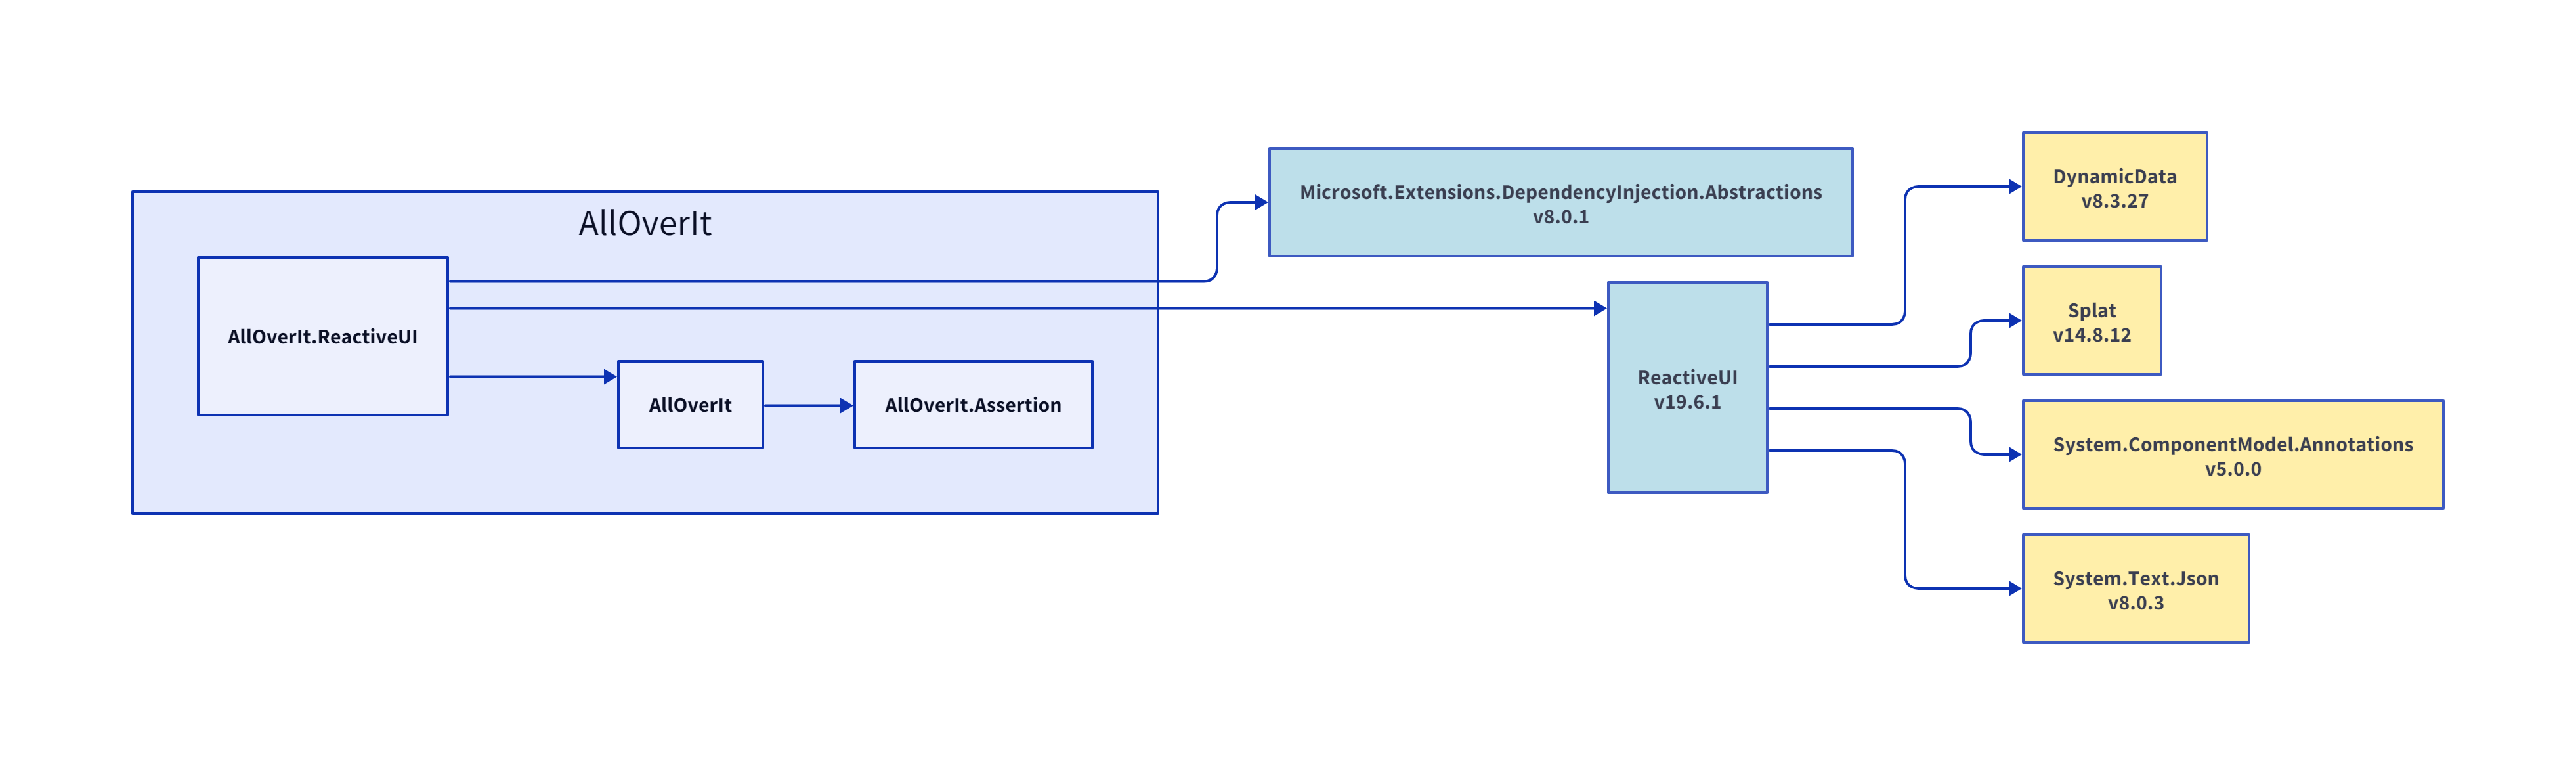 AllOverIt
AllOverIt.ReactiveUI
AllOverIt
AllOverIt.Assertion
Microsoft.Extensions.DependencyInjection.Abstractions
v8.0.1
ReactiveUI
v19.6.1
DynamicData
v8.3.27
Splat
v14.8.12
System.ComponentModel.Annotations
v5.0.0
System.Text.Json
v8.0.3